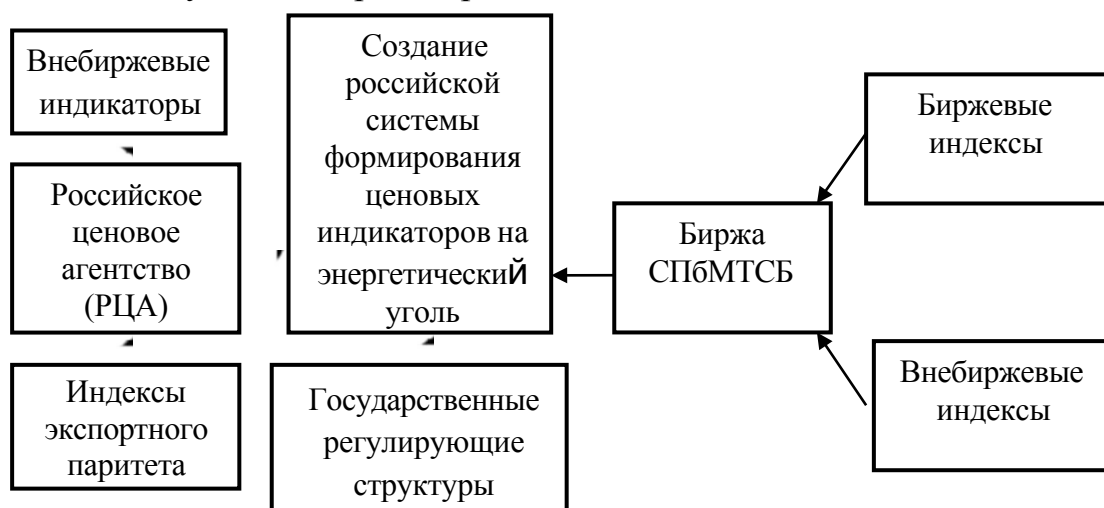 Внебиржевые
индикаторы
Российское
ценовое
агентство
(РЦА)
Индексы
экспортного
паритета
Создание
российской
системы
формирования
ценовых
индикаторов на
энергетический
уголь
Государственные
регулирующие
структуры
Биржа
СПбМТСБ
Биржевые
индексы
Внебиржевые
индексы